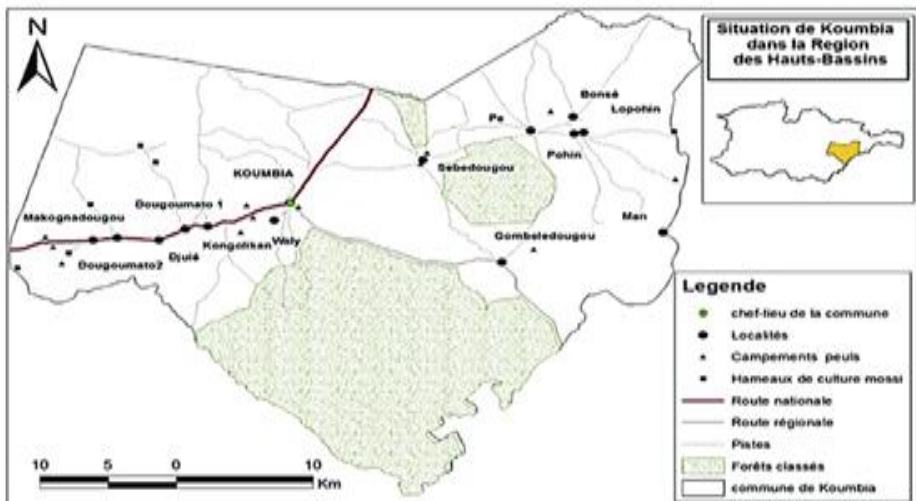 N
Situation de Koumbia
dans la Region
des Hauts-Bassins
Bonsé
Lopohin
Pe
Pohin
KOUMBIA
Sebedougou
Makognadougou
Dougoumato 1
Man
Kongolikan
Waly
Gombeledougou
Djuié
Dougoumato2
Legende
chef-lieu de la commune
Localités
Campements peuls
Hameaux de culture mossi
Route nationale
Route régionale
Pistes
Forêts classés
commune de Koumbia
10 5 0 10
Km